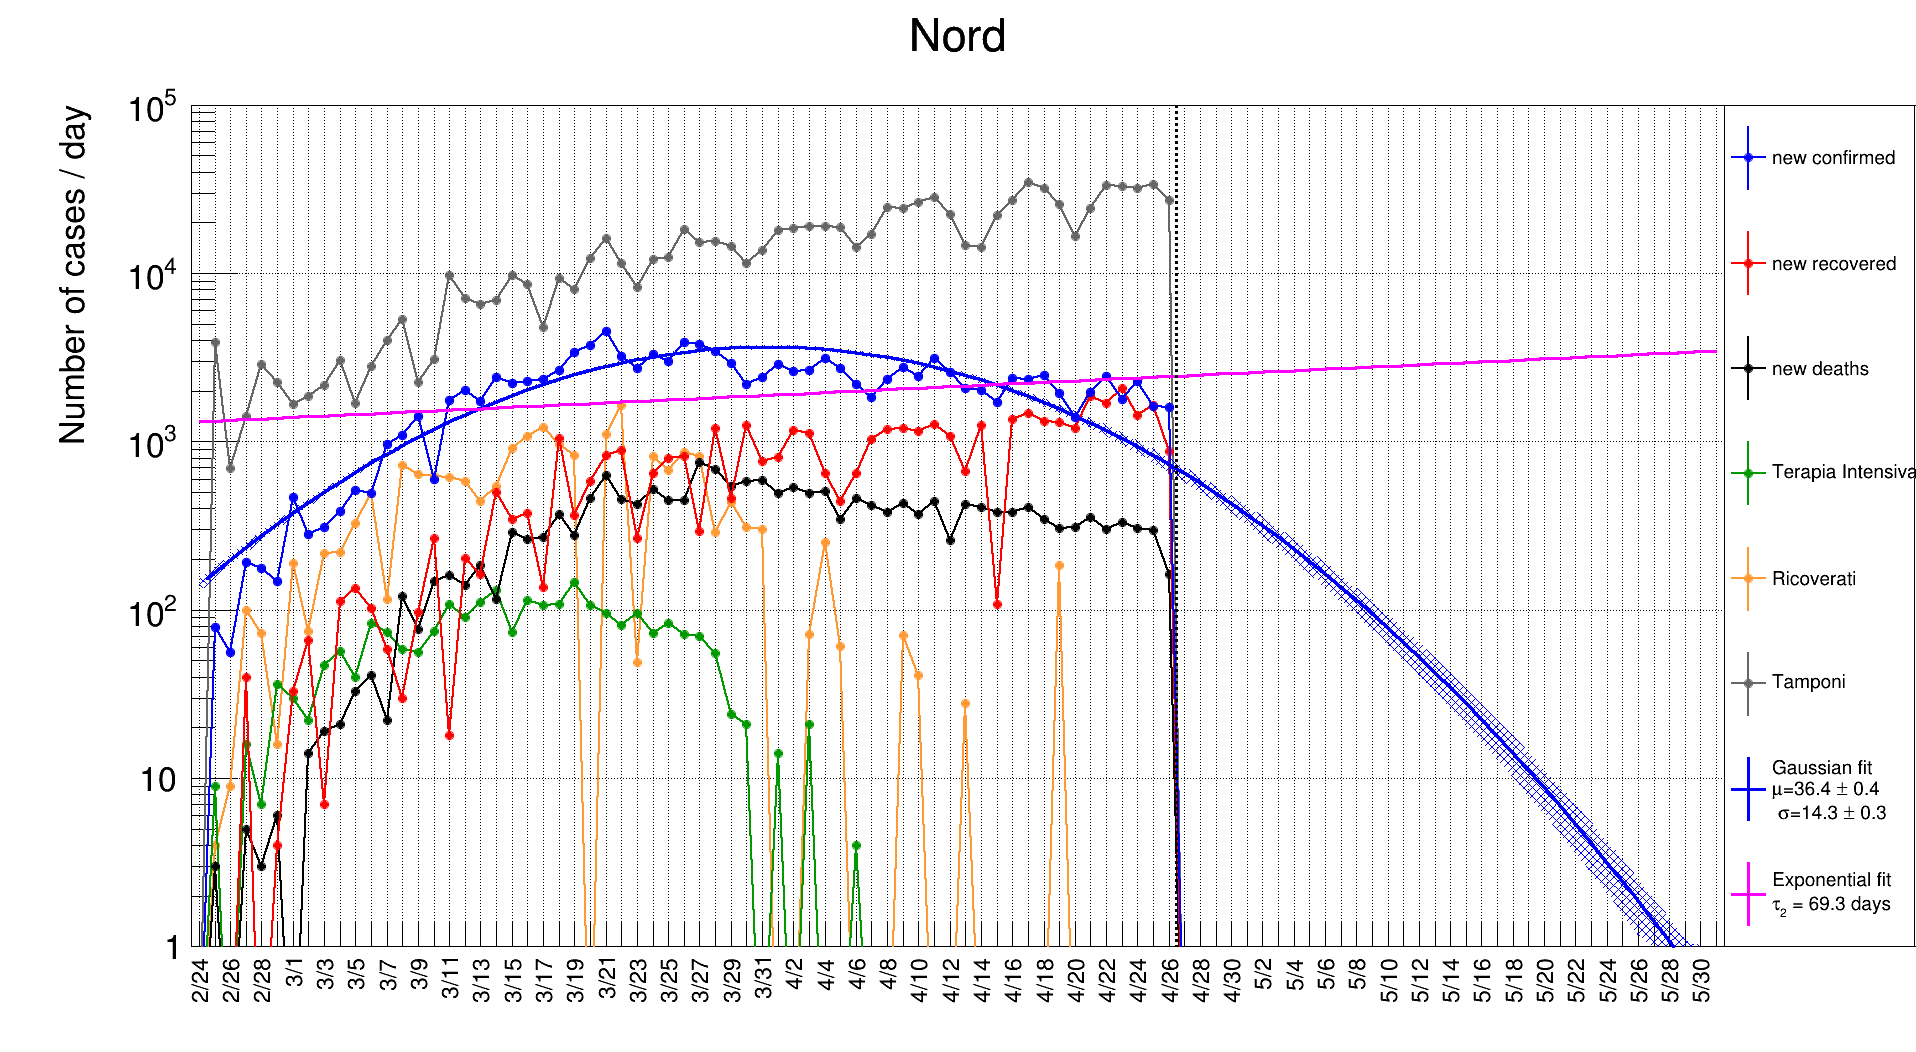 Nord
Number of cases / day
10^5
10^4
10^3
10^2
10
1
2/24 2/26 2/28 3/1 3/3 3/5 3/7 3/9 3/11 3/13 3/15 3/17 3/19 3/21 3/23 3/25 3/27 3/29 3/31 4/2 4/4 4/6 4/8 4/10 4/12 4/14 4/16 4/18 4/20 4/22 4/24 4/26 4/28 4/30 5/2 5/4 5/6 5/8 5/10 5/12 5/14 5/16 5/18 5/20 5/22 5/24 5/26 5/28 5/30
new confirmed
new recovered
new deaths
Terapia Intensiva
Ricoverati
Tamponi
Gaussian fit
μ=36.4 ± 0.4
σ=14.3 ± 0.3
Exponential fit
τ₂ = 69.3 days